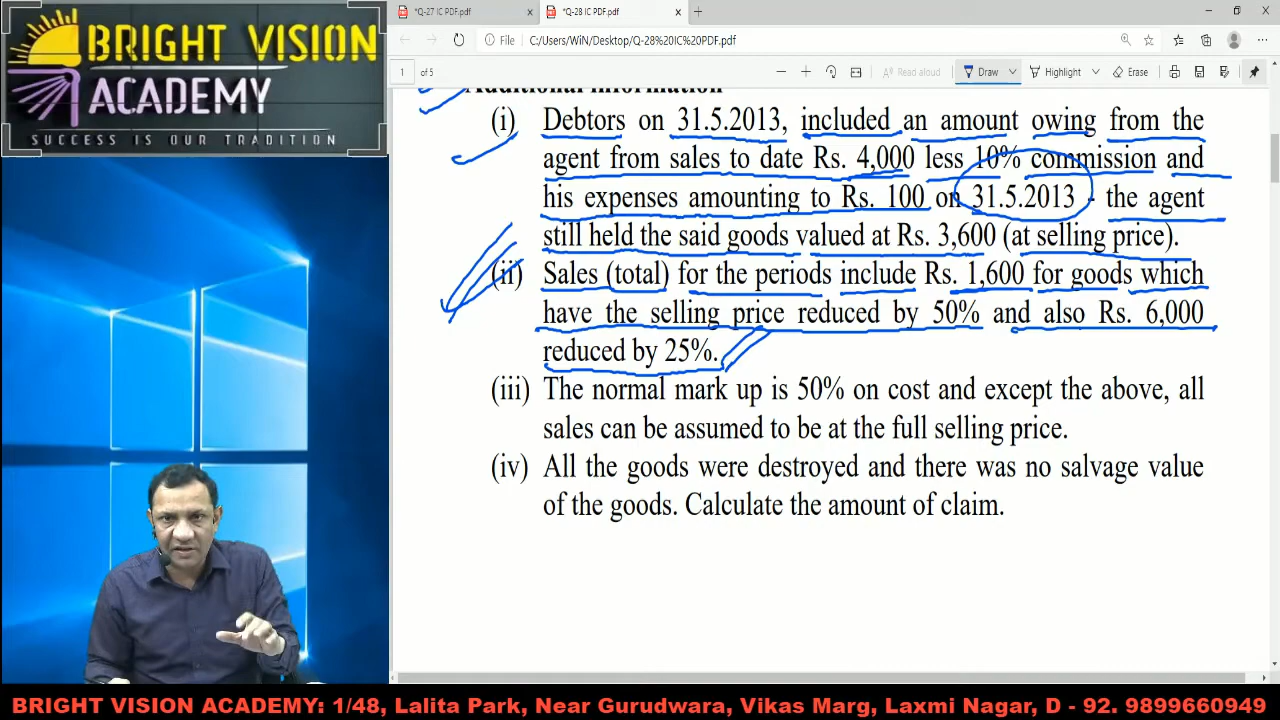 *Q-27 IC PDF.pdf
*Q-28 IC PDF.pdf
File
C:/Users/WiN/Desktop/Q-28%20IC%20PDF.pdf
1 of 5
Read aloud
Draw
Highlight
Erase
BRIGHT VISION
ACADEMY
SUCCESS IS OUR TRADITION
Additional information
(i) Debtors on 31.5.2013, included an amount owing from the
agent from sales to date Rs. 4,000 less 10% commission and
his expenses amounting to Rs. 100 on 31.5.2013 - the agent
still held the said goods valued at Rs. 3,600 (at selling price).
(ii) Sales (total) for the periods include Rs. 1,600 for goods which
have the selling price reduced by 50% and also Rs. 6,000
reduced by 25%.
(iii) The normal mark up is 50% on cost and except the above, all
sales can be assumed to be at the full selling price.
(iv) All the goods were destroyed and there was no salvage value
of the goods. Calculate the amount of claim.
BRIGHT VISION ACADEMY: 1/48, Lalita Park, Near Gurudwara, Vikas Marg, Laxmi Nagar, D - 92. 9899660949